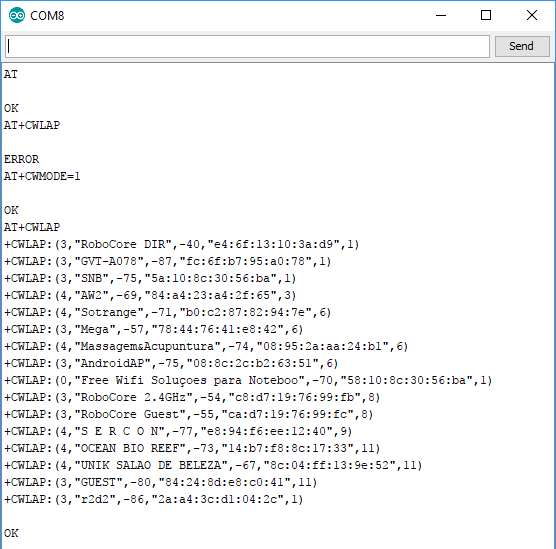 COM8
Send
AT
OK
AT+CWLAP
ERROR
AT+CWMODE=1
OK
AT+CWLAP
+CWLAP:(3,"RoboCore DIR",-40,"e4:6f:13:10:3a:d9",1)
+CWLAP:(3,"GVT-A078",-87,"fc:6f:b7:95:a0:78",1)
+CWLAP:(3,"SNB",-75,"5a:10:8c:30:56:ba",1)
+CWLAP:(4,"AW2",-69,"84:a4:23:a4:2f:65",3)
+CWLAP:(4,"Sotrange",-71,"b0:c2:87:82:94:7e",6)
+CWLAP:(3,"Mega",-57,"78:44:76:41:e8:42",6)
+CWLAP:(4,"Massagem&Acupuntura",-74,"08:95:2a:aa:24:b1",6)
+CWLAP:(3,"AndroidAP",-75,"08:8c:2c:b2:63:51",6)
+CWLAP:(0,"Free Wifi Soluçoes para Noteboo",-70,"58:10:8c:30:56:ba",1)
+CWLAP:(3,"RoboCore 2.4GHz",-54,"c8:d7:19:76:99:fb",8)
+CWLAP:(3,"RoboCore Guest",-55,"ca:d7:19:76:99:fc",8)
+CWLAP:(4,"S E R C O N",-77,"e8:94:f6:ee:12:40",9)
+CWLAP:(4,"OCEAN BIO REEF",-73,"14:b7:f8:8c:17:33",11)
+CWLAP:(4,"UNIK SALAO DE BELEZA",-67,"8c:04:ff:13:9e:52",11)
+CWLAP:(3,"GUEST",-80,"84:24:8d:e8:c0:41",11)
+CWLAP:(3,"r2d2",-86,"2a:a4:3c:d1:04:2c",1)
OK